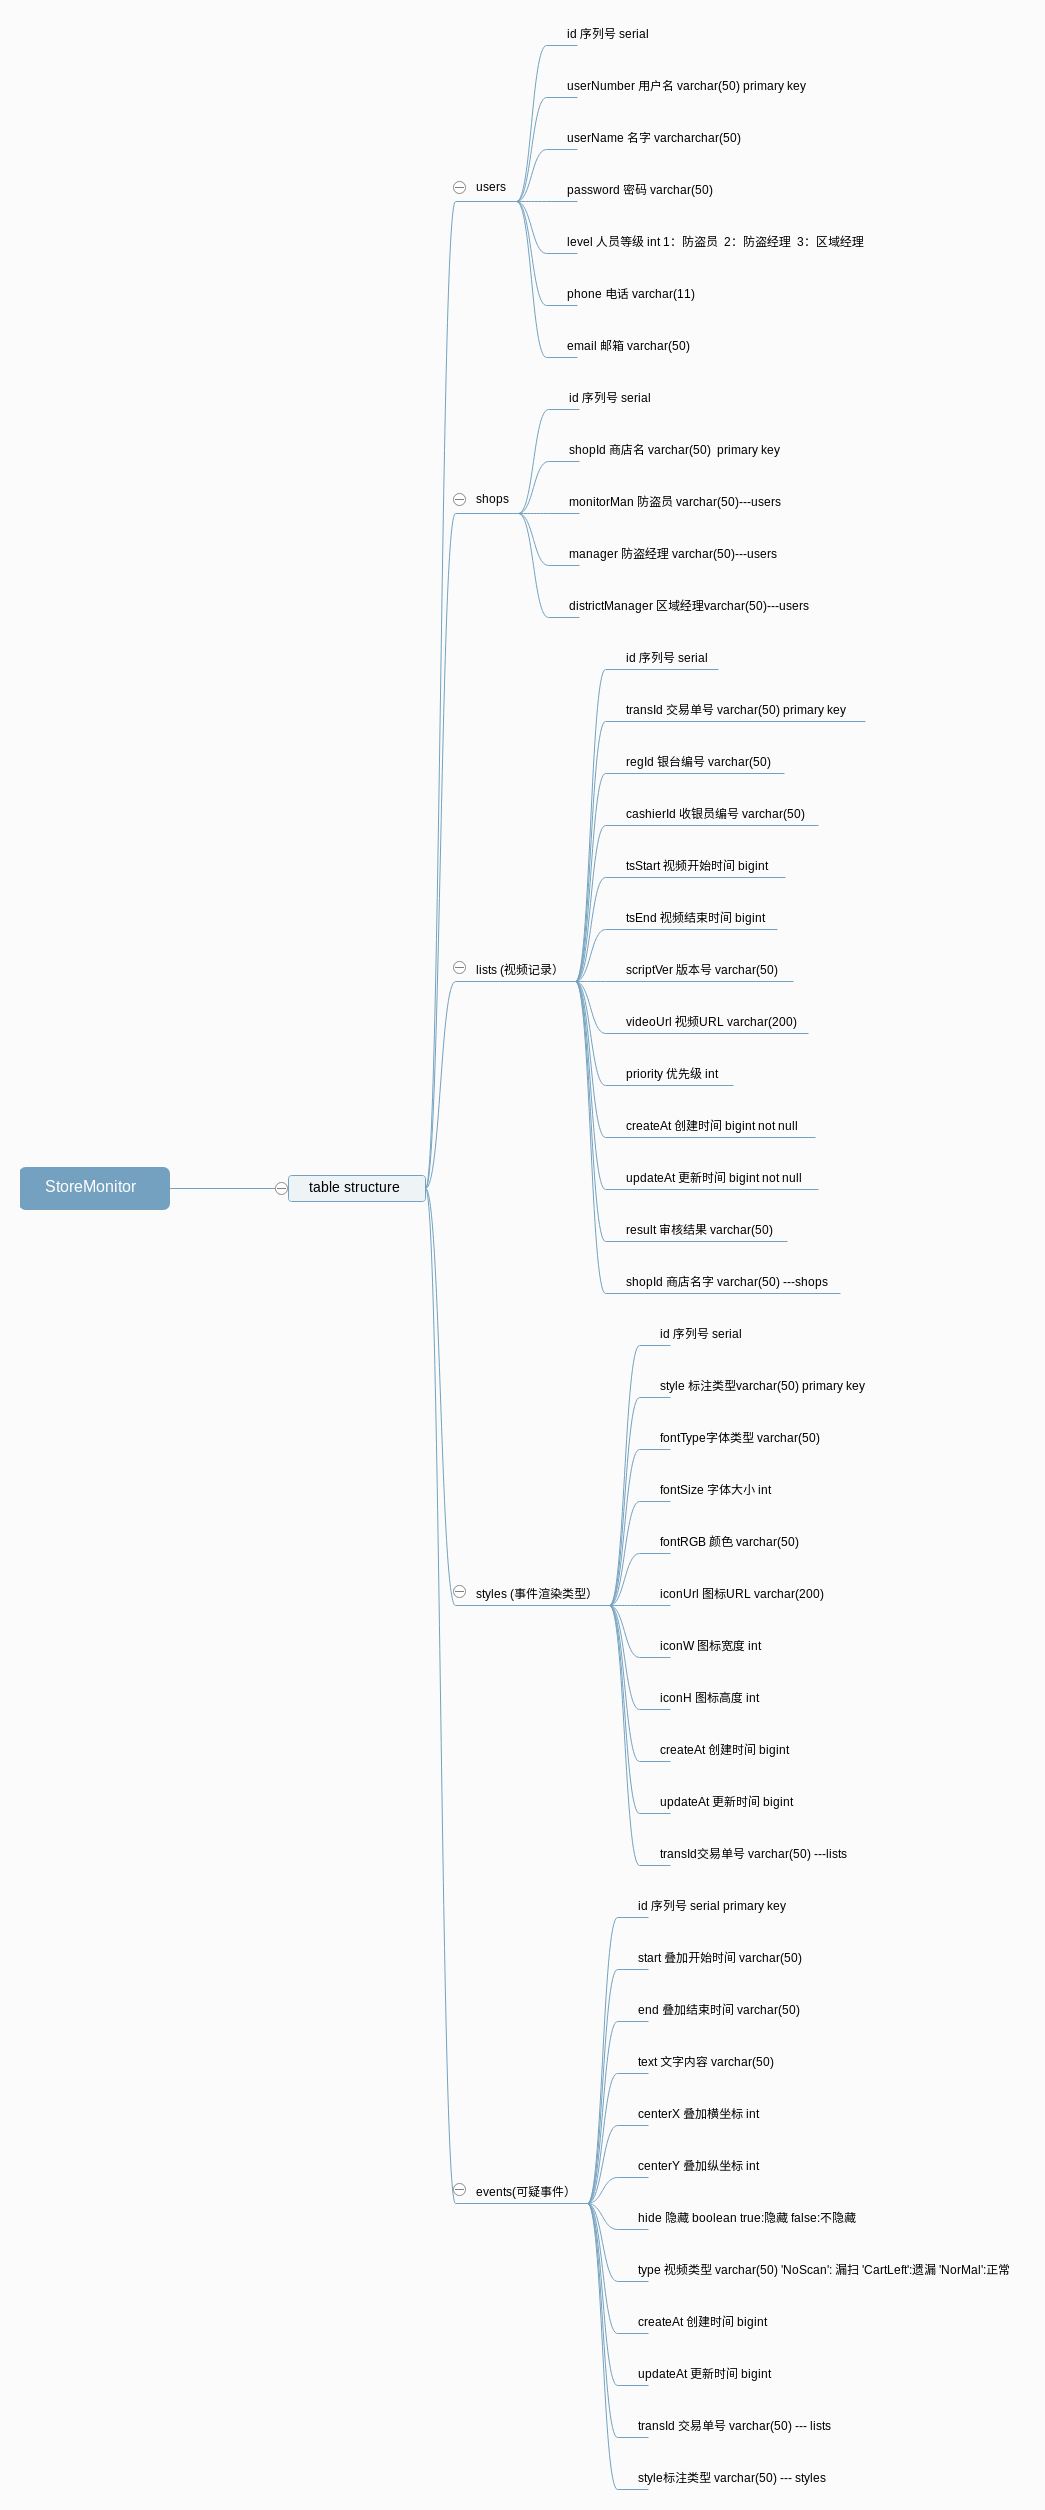 StoreMonitor
table structure
users
id 序列号 serial
userNumber 用户名 varchar(50) primary key
userName 名字 varcharchar(50)
password 密码 varchar(50)
level 人员等级 int 1：防盗员  2：防盗经理  3：区域经理
phone 电话 varchar(11)
email 邮箱 varchar(50)
shops
id 序列号 serial
shopId 商店名 varchar(50)  primary key
monitorMan 防盗员 varchar(50)---users
manager 防盗经理 varchar(50)---users
districtManager 区域经理varchar(50)---users
lists (视频记录）
id 序列号 serial
transId 交易单号 varchar(50) primary key
regId 银台编号 varchar(50)
cashierId 收银员编号 varchar(50)
tsStart 视频开始时间 bigint
tsEnd 视频结束时间 bigint
scriptVer 版本号 varchar(50)
videoUrl 视频URL varchar(200)
priority 优先级 int
createAt 创建时间 bigint not null
updateAt 更新时间 bigint not null
result 审核结果 varchar(50)
shopId 商店名字 varchar(50) ---shops
styles (事件渲染类型）
id 序列号 serial
style 标注类型varchar(50) primary key
fontType字体类型 varchar(50)
fontSize 字体大小 int
fontRGB 颜色 varchar(50)
iconUrl 图标URL varchar(200)
iconW 图标宽度 int
iconH 图标高度 int
createAt 创建时间 bigint
updateAt 更新时间 bigint
transId交易单号 varchar(50) ---lists
events(可疑事件）
id 序列号 serial primary key
start 叠加开始时间 varchar(50)
end 叠加结束时间 varchar(50)
text 文字内容 varchar(50)
centerX 叠加横坐标 int
centerY 叠加纵坐标 int
hide 隐藏 boolean true:隐藏 false:不隐藏
type 视频类型 varchar(50) 'NoScan': 漏扫 'CartLeft':遗漏 'NorMal':正常
createAt 创建时间 bigint
updateAt 更新时间 bigint
transId 交易单号 varchar(50) --- lists
style标注类型 varchar(50) --- styles